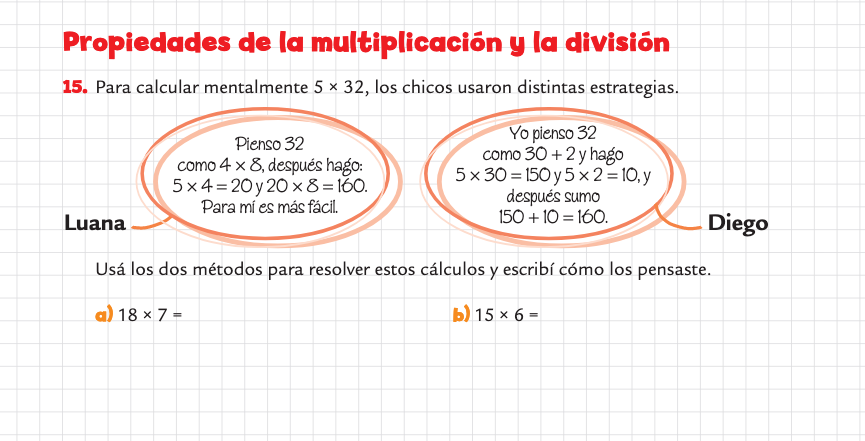 Propiedades de la multiplicación y la división
15. Para calcular mentalmente 5 × 32, los chicos usaron distintas estrategias.
Pienso 32
como 4 × 8, después hago:
5 × 4 = 20 y 20 × 8 = 160.
Para mí es más fácil.
Luana
Yo pienso 32
como 30 + 2 y hago
5 × 30 = 150 y 5 × 2 = 10, y
después sumo
150 + 10 = 160.
Diego
Usá los dos métodos para resolver estos cálculos y escribí cómo los pensaste.
a) 18 × 7 =
b) 15 × 6 =